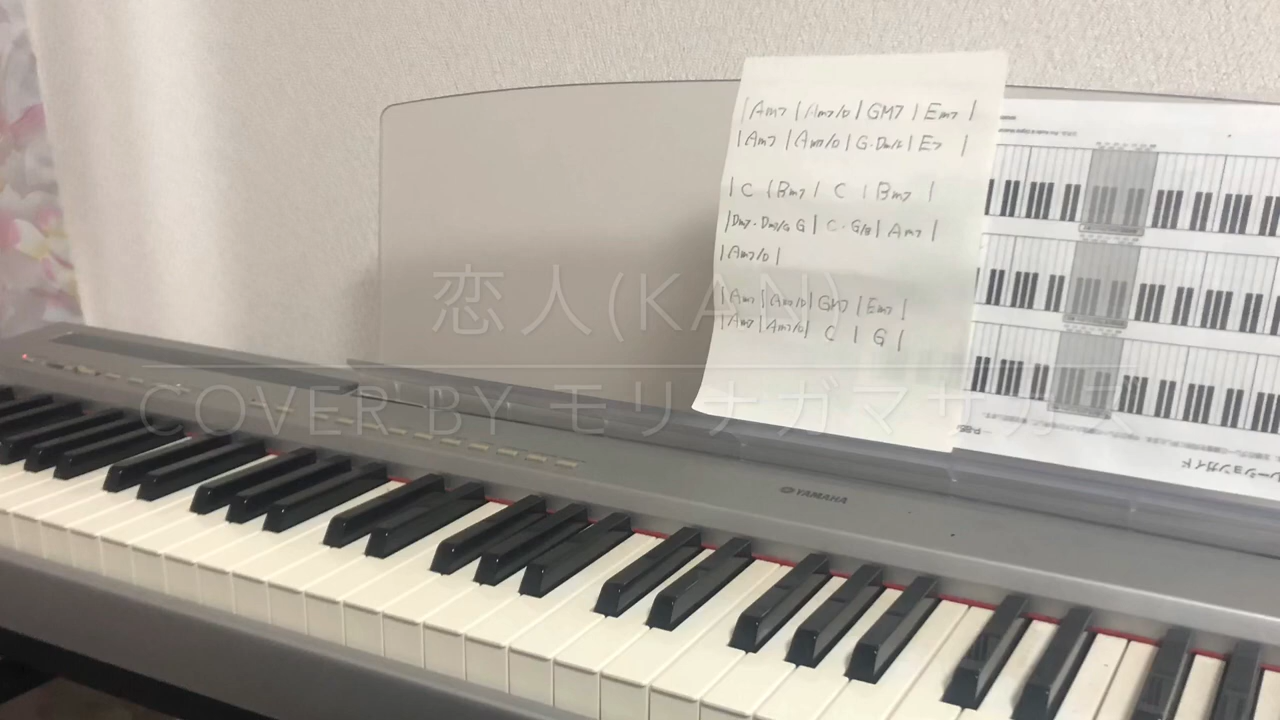 |Am7|Am7/D|GM7|Em7|
|Am7|Am7/D|G・Dm/F|E7|
|C|Bm7|C|Bm7|
|Dm7・Dm7/G G|C・G/B|Am7|
|Am7/D|
|Am7|Am7/D|GM7|Em7|
|Am7|Am7/D|C|G|
恋人(KAN)
COVER BY モリナガマサカズ
YAMAHA